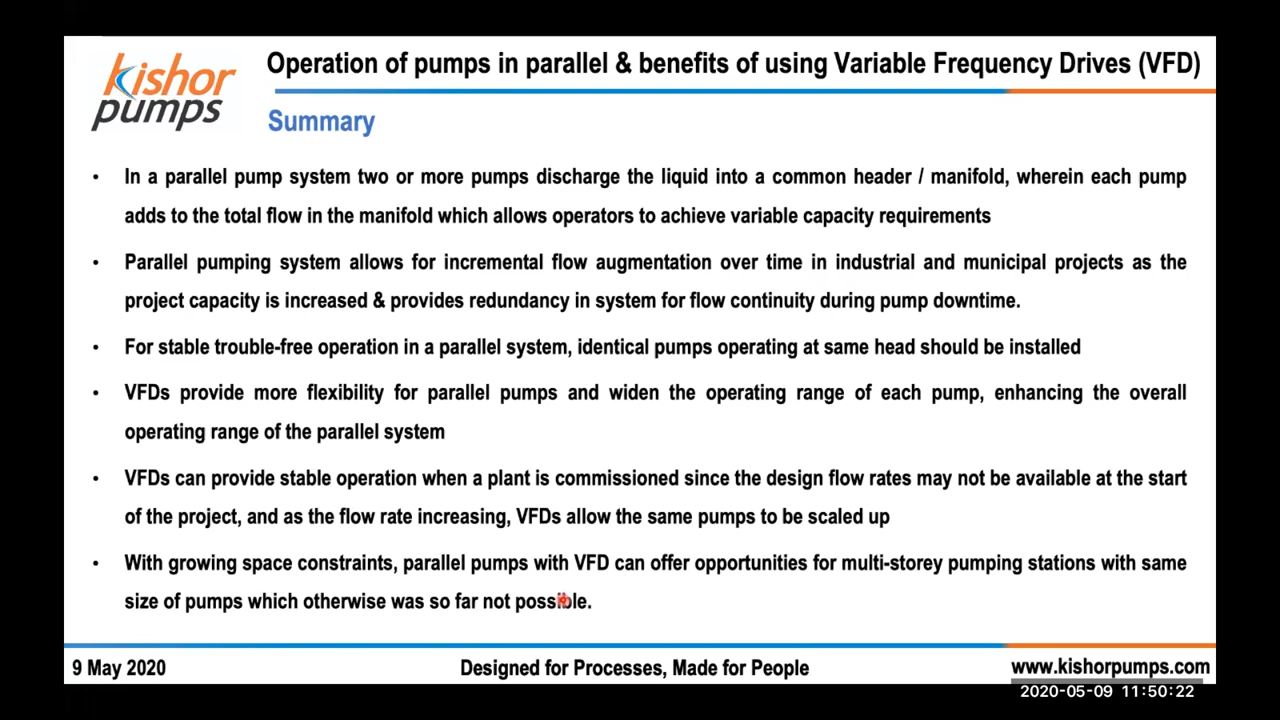 kishor
pumps
Operation of pumps in parallel & benefits of using Variable Frequency Drives (VFD)
Summary
• In a parallel pump system two or more pumps discharge the liquid into a common header / manifold, wherein each pump
adds to the total flow in the manifold which allows operators to achieve variable capacity requirements
• Parallel pumping system allows for incremental flow augmentation over time in industrial and municipal projects as the
project capacity is increased & provides redundancy in system for flow continuity during pump downtime.
• For stable trouble-free operation in a parallel system, identical pumps operating at same head should be installed
• VFDs provide more flexibility for parallel pumps and widen the operating range of each pump, enhancing the overall
operating range of the parallel system
• VFDs can provide stable operation when a plant is commissioned since the design flow rates may not be available at the start
of the project, and as the flow rate increasing, VFDs allow the same pumps to be scaled up
• With growing space constraints, parallel pumps with VFD can offer opportunities for multi-storey pumping stations with same
size of pumps which otherwise was so far not possible.
9 May 2020
Designed for Processes, Made for People
www.kishorpumps.com
2020-05-09 11:50:22